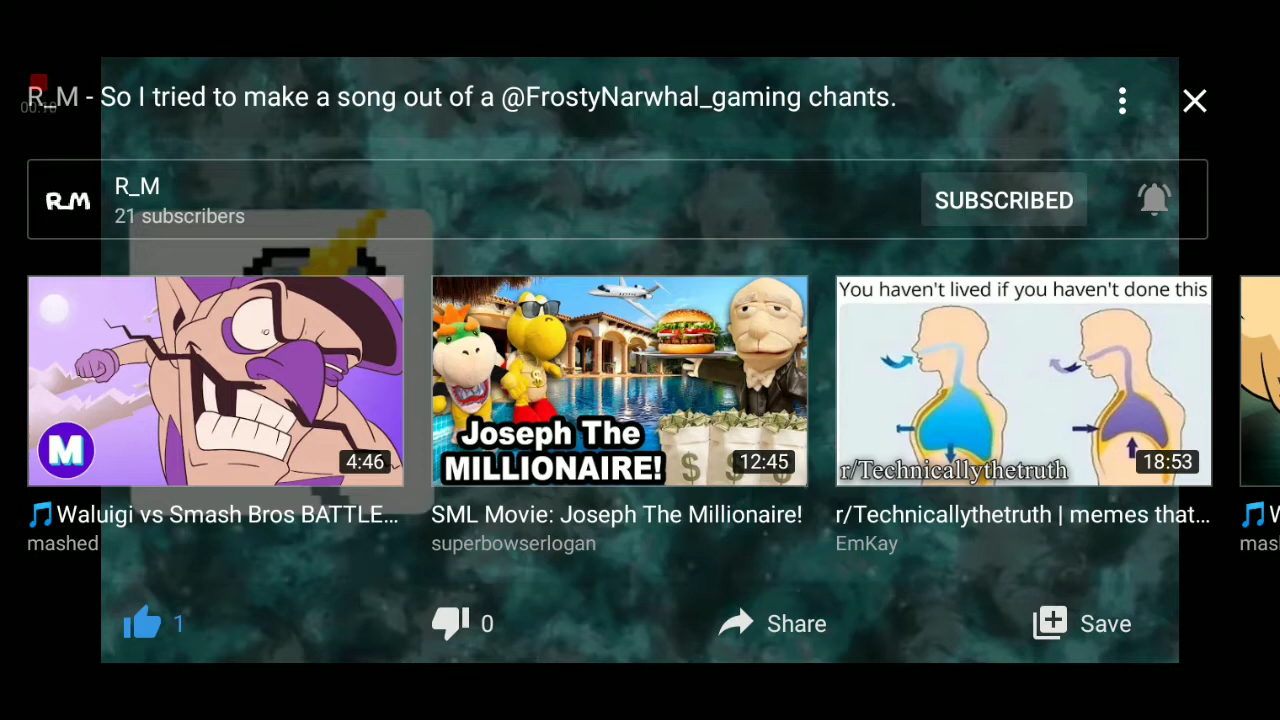 R_M - So I tried to make a song out of a @FrostyNarwhal_gaming chants.
R_M
R_M
21 subscribers
SUBSCRIBED
You haven't lived if you haven't done this
Joseph The
MILLIONAIRE!
r/Technicallythetruth
M
4:46
12:45
18:53
🎵Waluigi vs Smash Bros BATTLE...
SML Movie: Joseph The Millionaire!
r/Technicallythetruth | memes that...
mashed
superbowserlogan
EmKay
1
0
Share
Save